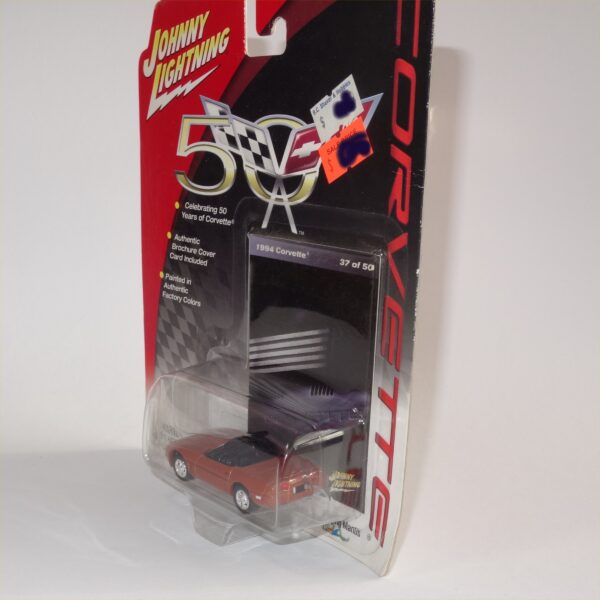 JOHNNY
LIGHTNING
50
TM
Celebrating 50
Years of Corvette®
Authentic
Brochure Cover
Card Included
Painted in
Authentic
Factory Colors
CORVETTE
1994 Corvette
37 of 50
JOHNNY
LIGHTNING